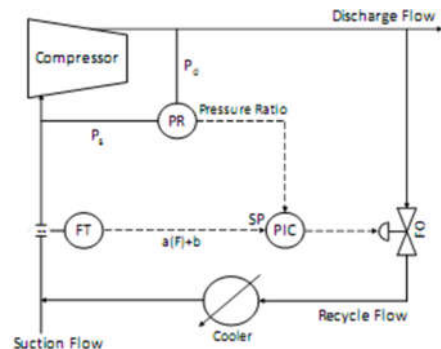 Discharge Flow
Compressor
Pd
PR
Pressure Ratio
Ps
SP
FT
PIC
FO
a(F)+b
Recycle Flow
Cooler
Suction Flow